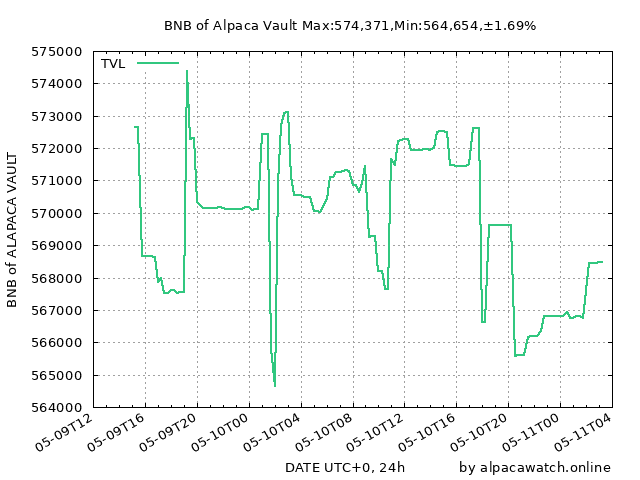 BNB of Alpaca Vault Max:574,371,Min:564,654,±1.69%
575000
574000
573000
572000
571000
570000
569000
568000
567000
566000
565000
564000
TVL
BNB of ALAPACA VAULT
05-09T12
05-09T16
05-09T20
05-10T00
05-10T04
05-10T08
05-10T12
05-10T16
05-10T20
05-11T00
05-11T04
DATE UTC+0, 24h
by alpacawatch.online